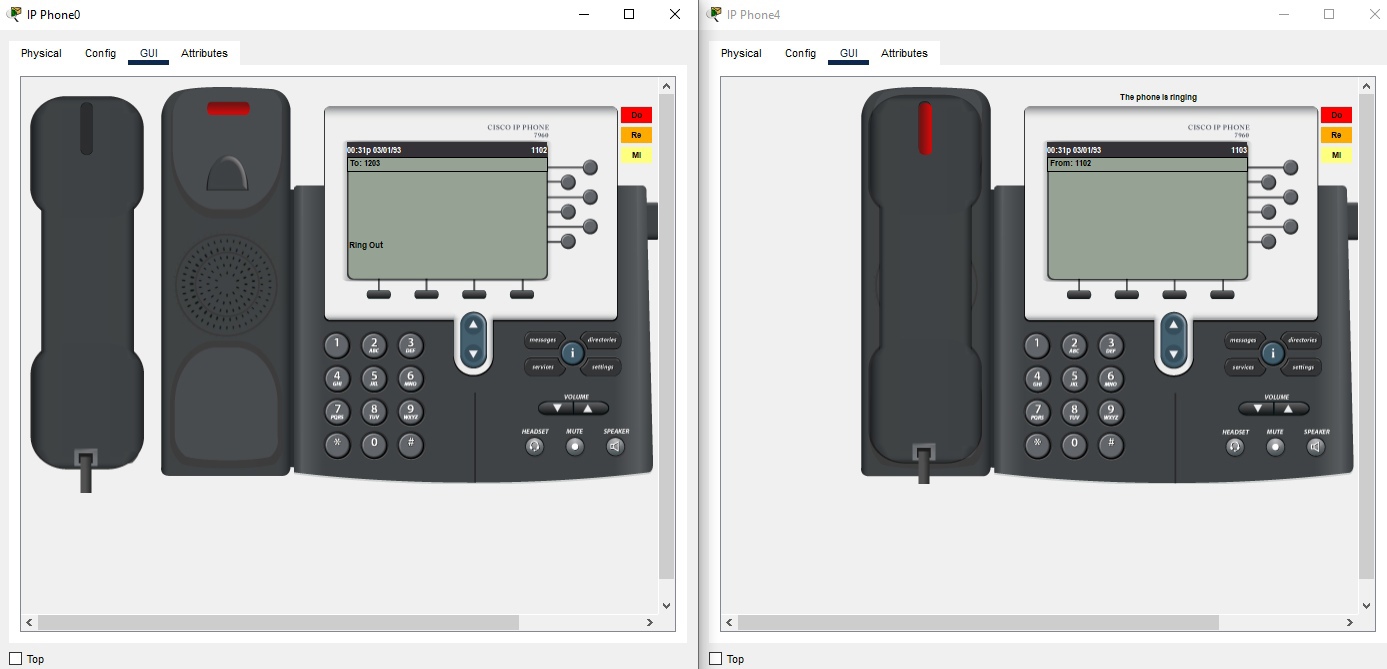 IP Phone0
Physical Config GUI Attributes
CISCO IP PHONE
7960
00:31p 03/01/93 1102
To: 1203
Ring Out
Do
Re
MI
1
2 ABC
3 DEF
4 GHI
5 JKL
6 MNO
7 PQRS
8 TUV
9 WXYZ
*
0
#
messages
directories
i
services
settings
VOLUME
HEADSET MUTE SPEAKER
Top
IP Phone4
Physical Config GUI Attributes
The phone is ringing
CISCO IP PHONE
7960
00:31p 03/01/93 1103
From: 1102
Do
Re
MI
1
2 ABC
3 DEF
4 GHI
5 JKL
6 MNO
7 PQRS
8 TUV
9 WXYZ
*
0
#
messages
directories
i
services
settings
VOLUME
HEADSET MUTE SPEAKER
Top